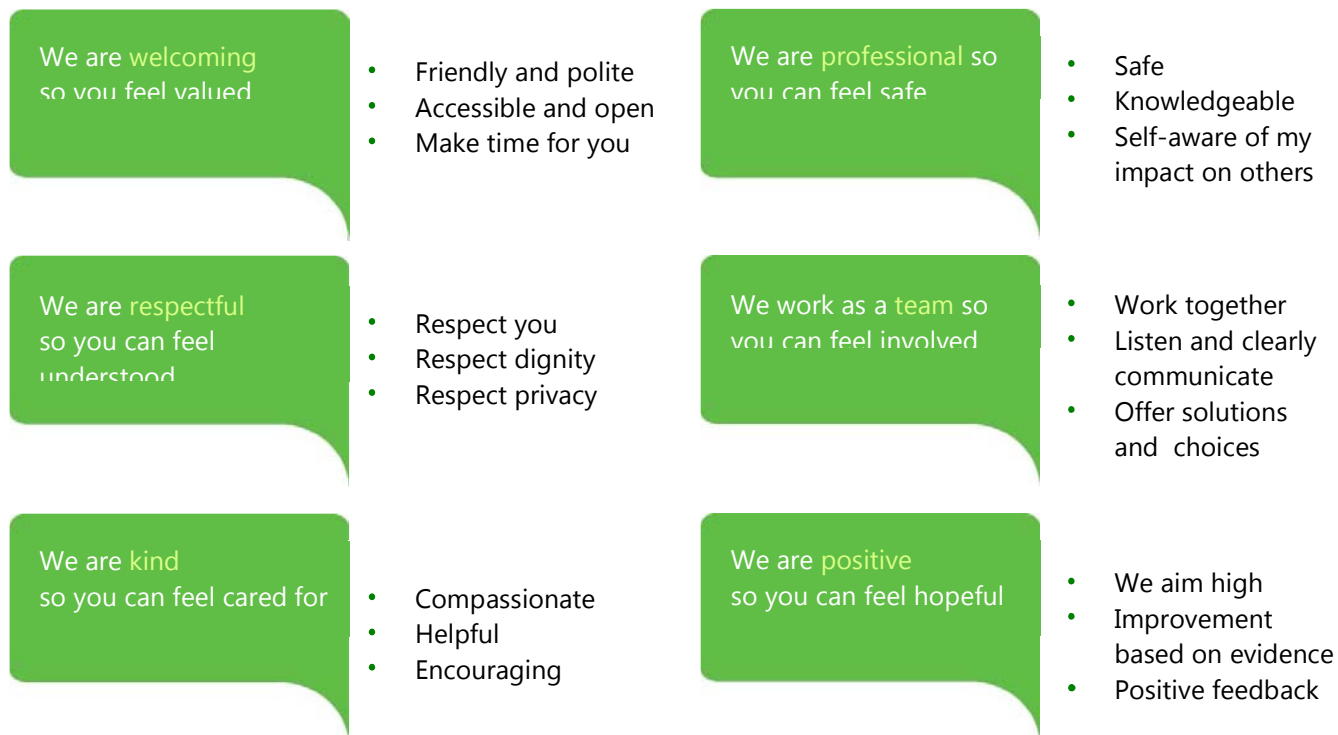 We are welcoming
so you feel valued
• Friendly and polite
• Accessible and open
• Make time for you
We are professional so
you can feel safe
• Safe
• Knowledgeable
• Self-aware of my
impact on others
We are respectful
so you can feel
understood
• Respect you
• Respect dignity
• Respect privacy
We work as a team so
you can feel involved
• Work together
• Listen and clearly
communicate
• Offer solutions
and choices
We are kind
so you can feel cared for
• Compassionate
• Helpful
• Encouraging
We are positive
so you can feel hopeful
• We aim high
• Improvement
based on evidence
• Positive feedback